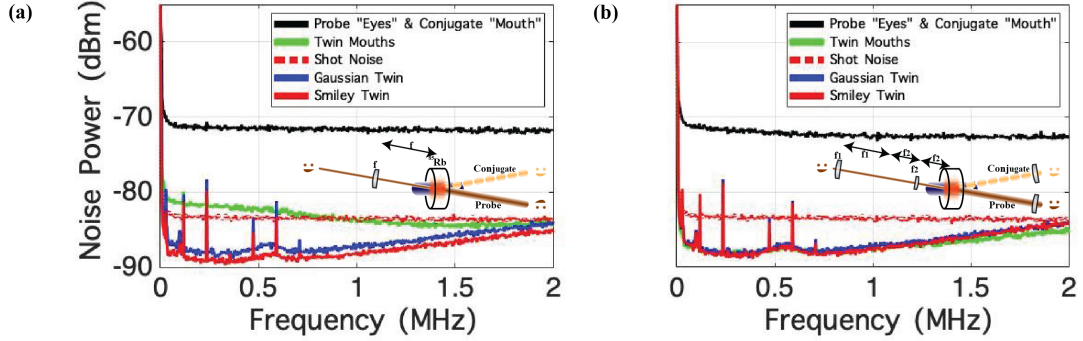 (a)
Noise Power (dBm)
-60
-70
-80
-90
Probe "Eyes" & Conjugate "Mouth"
Twin Mouths
Shot Noise
Gaussian Twin
Smiley Twin
f
f
Rb
Conjugate
Probe
0
0.5
1
1.5
2
Frequency (MHz)
(b)
Probe "Eyes" & Conjugate "Mouth"
Twin Mouths
Shot Noise
Gaussian Twin
Smiley Twin
f1
f1
f2
f2
f2
Conjugate
Probe
0
0.5
1
1.5
2
Frequency (MHz)